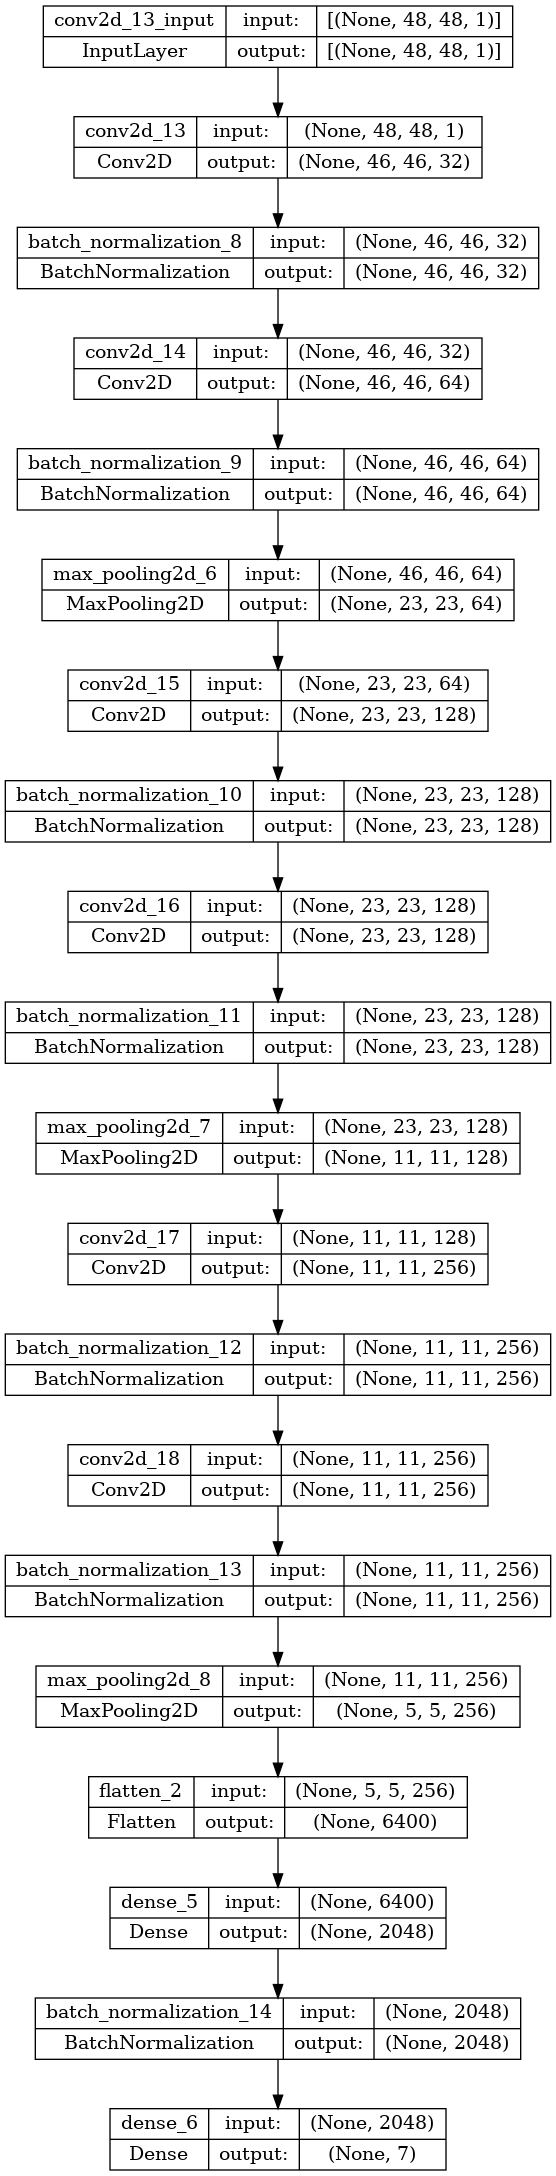 conv2d_13_input input: [(None, 48, 48, 1)]
InputLayer output: [(None, 48, 48, 1)]
conv2d_13 input: (None, 48, 48, 1)
Conv2D output: (None, 46, 46, 32)
batch_normalization_8 input: (None, 46, 46, 32)
BatchNormalization output: (None, 46, 46, 32)
conv2d_14 input: (None, 46, 46, 32)
Conv2D output: (None, 46, 46, 64)
batch_normalization_9 input: (None, 46, 46, 64)
BatchNormalization output: (None, 46, 46, 64)
max_pooling2d_6 input: (None, 46, 46, 64)
MaxPooling2D output: (None, 23, 23, 64)
conv2d_15 input: (None, 23, 23, 64)
Conv2D output: (None, 23, 23, 128)
batch_normalization_10 input: (None, 23, 23, 128)
BatchNormalization output: (None, 23, 23, 128)
conv2d_16 input: (None, 23, 23, 128)
Conv2D output: (None, 23, 23, 128)
batch_normalization_11 input: (None, 23, 23, 128)
BatchNormalization output: (None, 23, 23, 128)
max_pooling2d_7 input: (None, 23, 23, 128)
MaxPooling2D output: (None, 11, 11, 128)
conv2d_17 input: (None, 11, 11, 128)
Conv2D output: (None, 11, 11, 256)
batch_normalization_12 input: (None, 11, 11, 256)
BatchNormalization output: (None, 11, 11, 256)
conv2d_18 input: (None, 11, 11, 256)
Conv2D output: (None, 11, 11, 256)
batch_normalization_13 input: (None, 11, 11, 256)
BatchNormalization output: (None, 11, 11, 256)
max_pooling2d_8 input: (None, 11, 11, 256)
MaxPooling2D output: (None, 5, 5, 256)
flatten_2 input: (None, 5, 5, 256)
Flatten output: (None, 6400)
dense_5 input: (None, 6400)
Dense output: (None, 2048)
batch_normalization_14 input: (None, 2048)
BatchNormalization output: (None, 2048)
dense_6 input: (None, 2048)
Dense output: (None, 7)